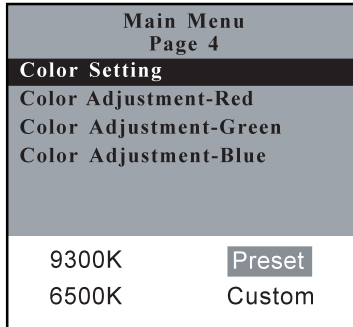 Main Menu
Page 4
Color Setting
Color Adjustment-Red
Color Adjustment-Green
Color Adjustment-Blue
9300K Preset
6500K Custom